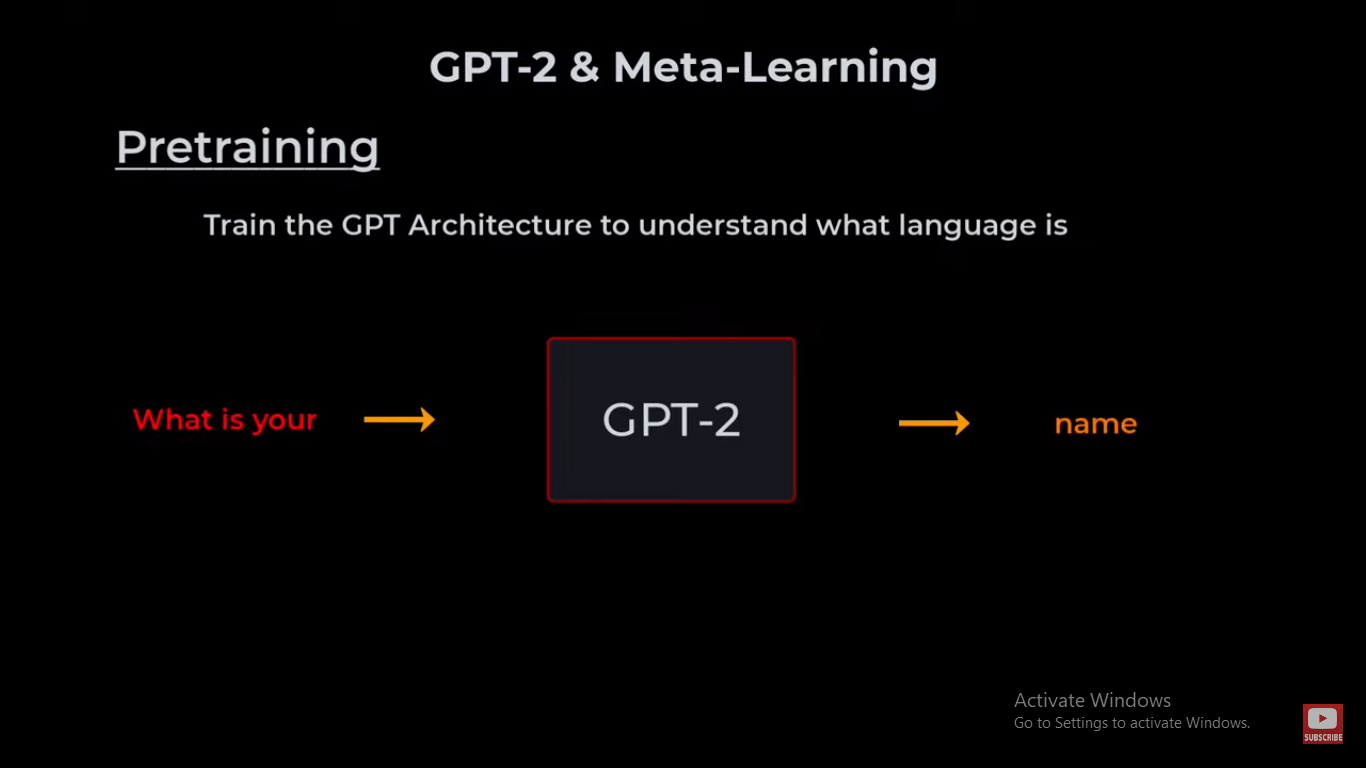 GPT-2 & Meta-Learning
Pretraining
Train the GPT Architecture to understand what language is
What is your
GPT-2
name
Activate Windows
Go to Settings to activate Windows.
SUBSCRIBE